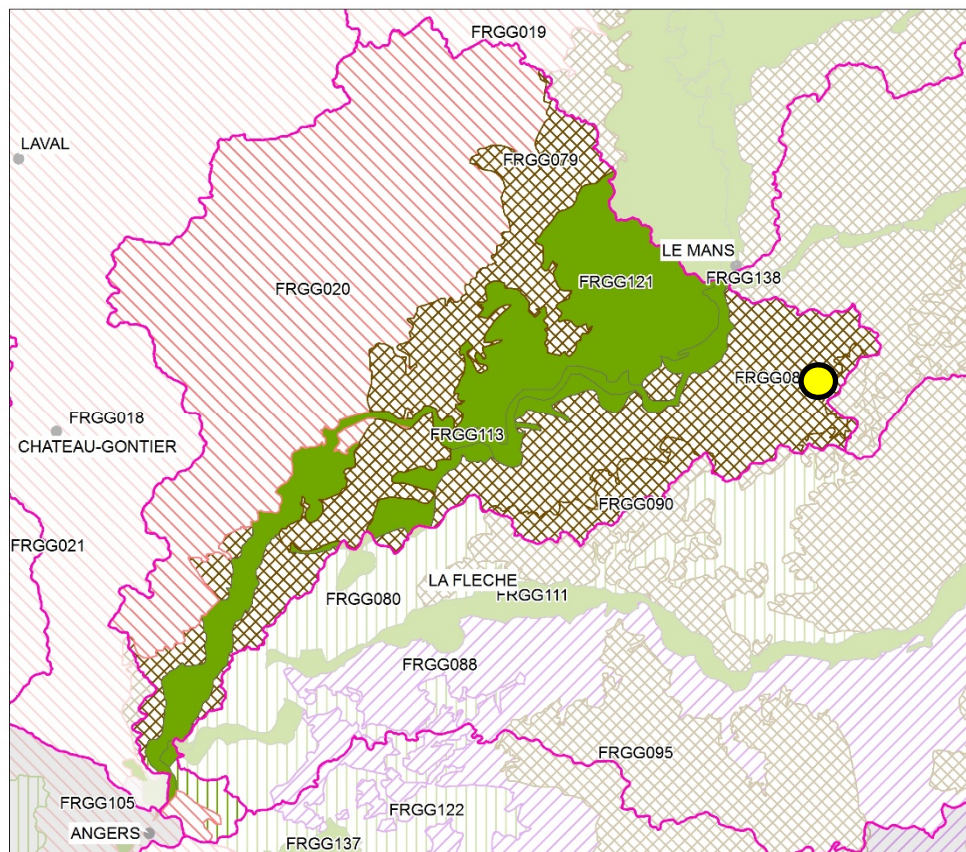 FRGG019
LAVAL
FRGG079
LE MANS
FRGG138
FRGG121
FRGG020
FRGG018
CHATEAU-GONTIER
FRGG113
FRGG090
FRGG021
FRGG080
LA FLECHE
FRGG111
FRGG088
FRGG095
FRGG105
FRGG122
ANGERS
FRGG137